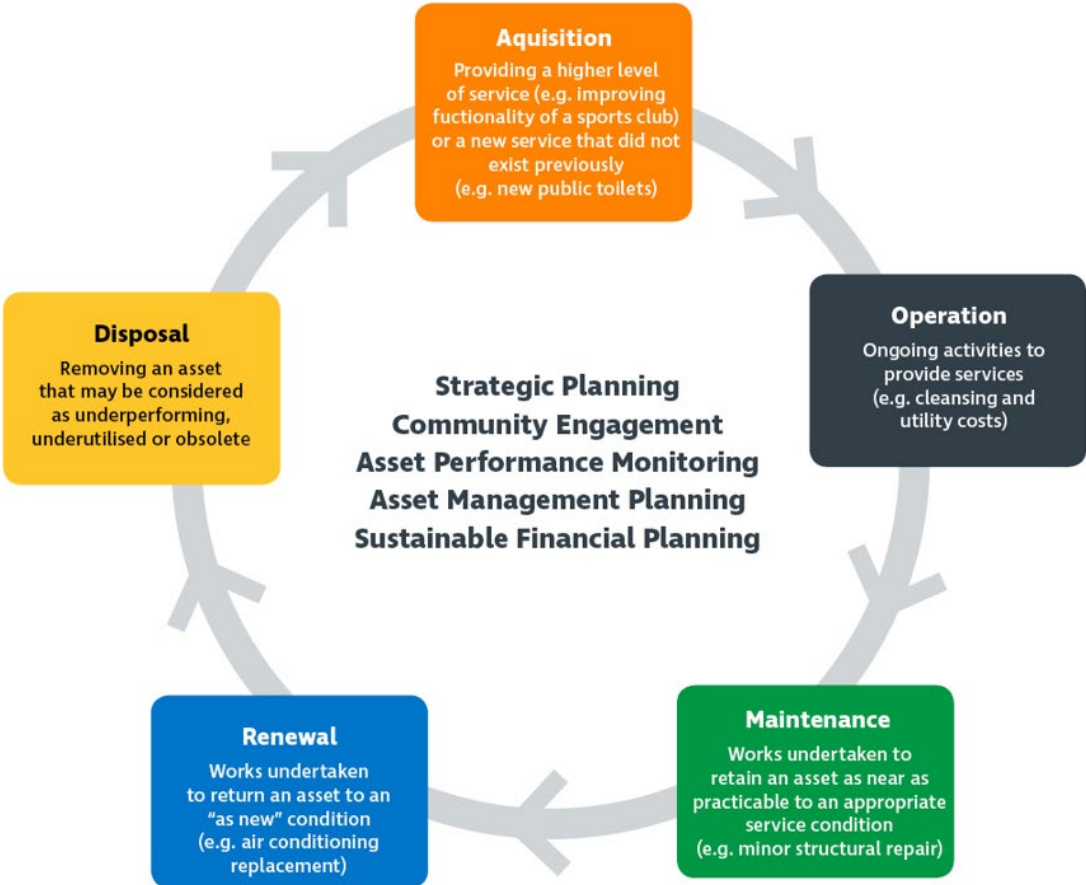 Aquisition
Providing a higher level
of service (e.g. improving
fuctionality of a sports club)
or a new service that did not
exist previously
(e.g. new public toilets)
Operation
Ongoing activities to
provide services
(e.g. cleansing and
utility costs)
Maintenance
Works undertaken to
retain an asset as near as
practicable to an appropriate
service condition
(e.g. minor structural repair)
Renewal
Works undertaken
to return an asset to an
“as new” condition
(e.g. air conditioning
replacement)
Disposal
Removing an asset
that may be considered
as underperforming,
underutilised or obsolete
Strategic Planning
Community Engagement
Asset Performance Monitoring
Asset Management Planning
Sustainable Financial Planning